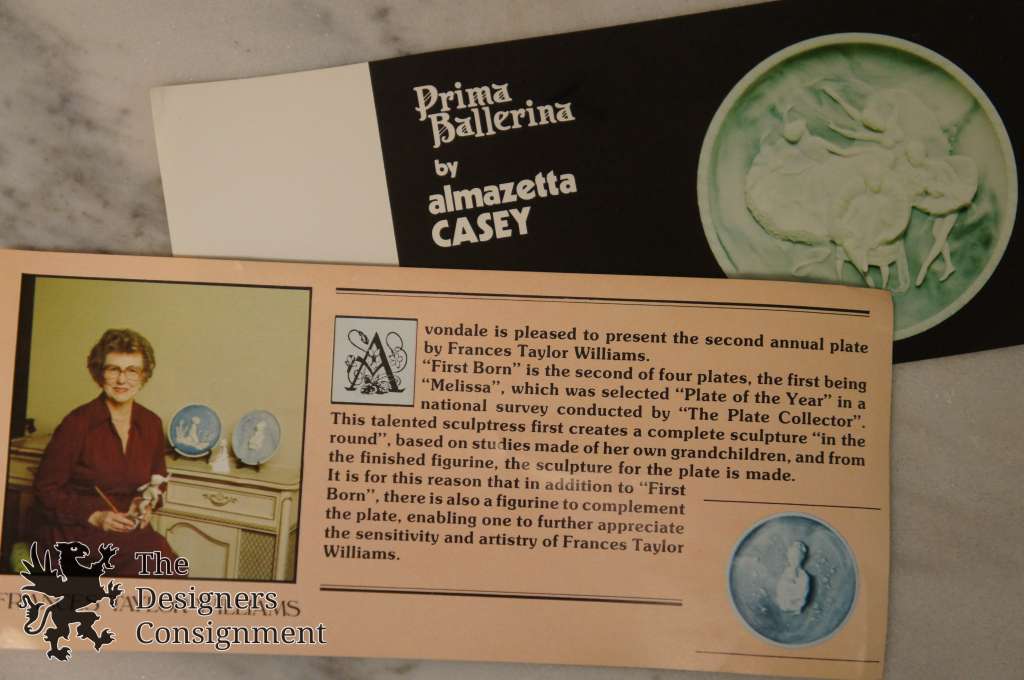 Prima
Ballerina
by
almazetta
CASEY
Avondale is pleased to present the second annual plate
by Frances Taylor Williams.
"First Born" is the second of four plates, the first being
"Melissa", which was selected "Plate of the Year" in a
national survey conducted by "The Plate Collector".
This talented sculptress first creates a complete sculpture "in the
round", based on studies made of her own grandchildren, and from
the finished figurine, the sculpture for the plate is made.
It is for this reason that in addition to "First
Born", there is also a figurine to complement
the plate, enabling one to further appreciate
the sensitivity and artistry of Frances Taylor
Williams.
FRANCES TAYLOR WILLIAMS
The
Designers
Consignment